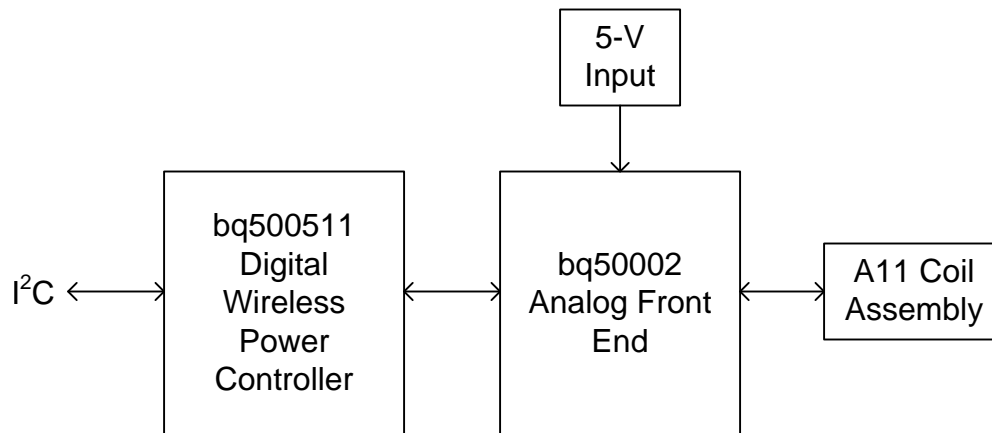 5-V
Input
I²C
bq500511
Digital
Wireless
Power
Controller
bq50002
Analog Front
End
A11 Coil
Assembly